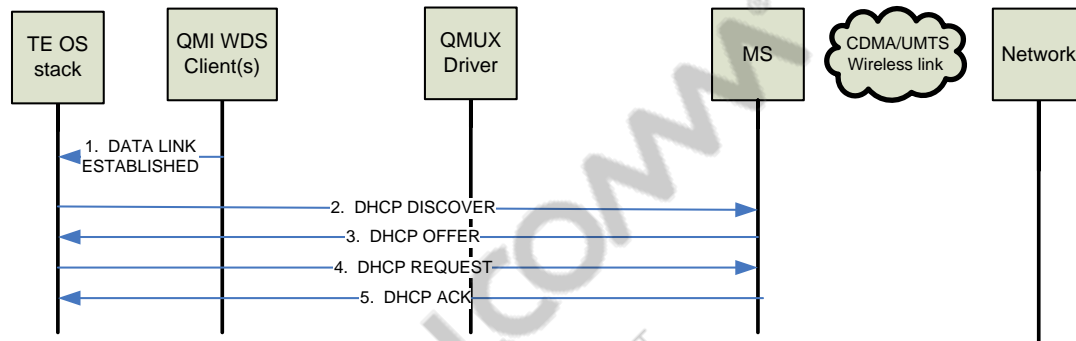 TE OS
stack
QMI WDS
Client(s)
QMUX
Driver
MS
CDMA/UMTS
Wireless link
Network
1. DATA LINK
ESTABLISHED
2. DHCP DISCOVER
3. DHCP OFFER
4. DHCP REQUEST
5. DHCP ACK